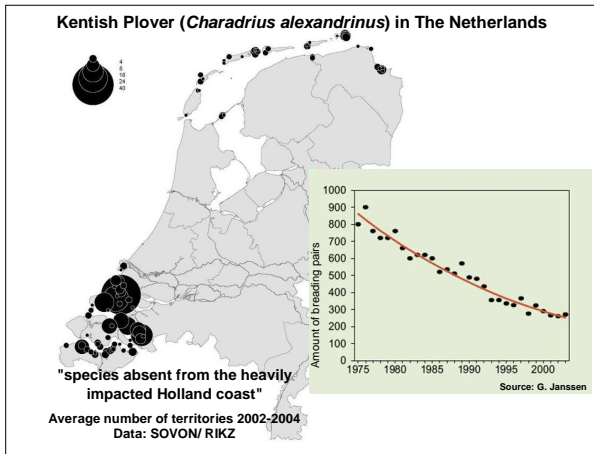 Kentish Plover (Charadrius alexandrinus) in The Netherlands
4
8
16
24
40
1000
900
800
700
600
500
400
300
200
100
0
Amount of breading pairs
1975 1980 1985 1990 1995 2000
Source: G. Janssen
"species absent from the heavily
impacted Holland coast"
Average number of territories 2002-2004
Data: SOVON/ RIKZ